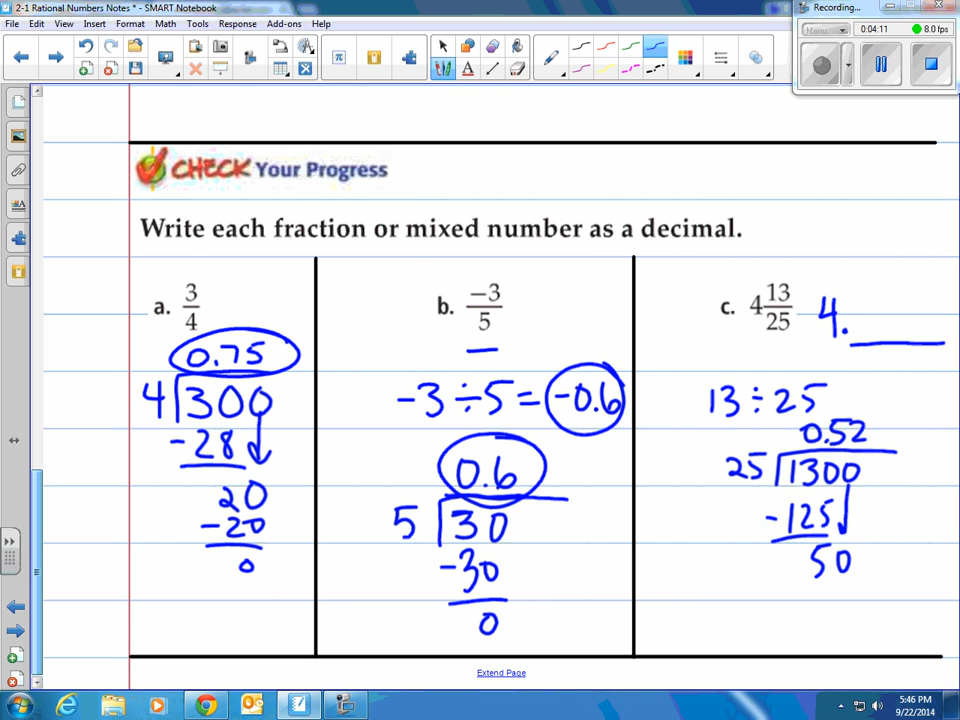 2-1 Rational Numbers Notes * - SMART Notebook
File Edit View Insert Format Math Tools Response Add-ons Help
Recording...
Menu
0:04:11
8.0 fps
CHECK Your Progress
Write each fraction or mixed number as a decimal.
a. 3/4
0.75
4 300
-28
20
-20
0
b. -3/5
-3 ÷ 5 = -0.6
0.6
5 30
-30
0
c. 4 13/25 4.
13 ÷ 25
0.52
25 1300
-125
50
Extend Page
5:46 PM
9/22/2014